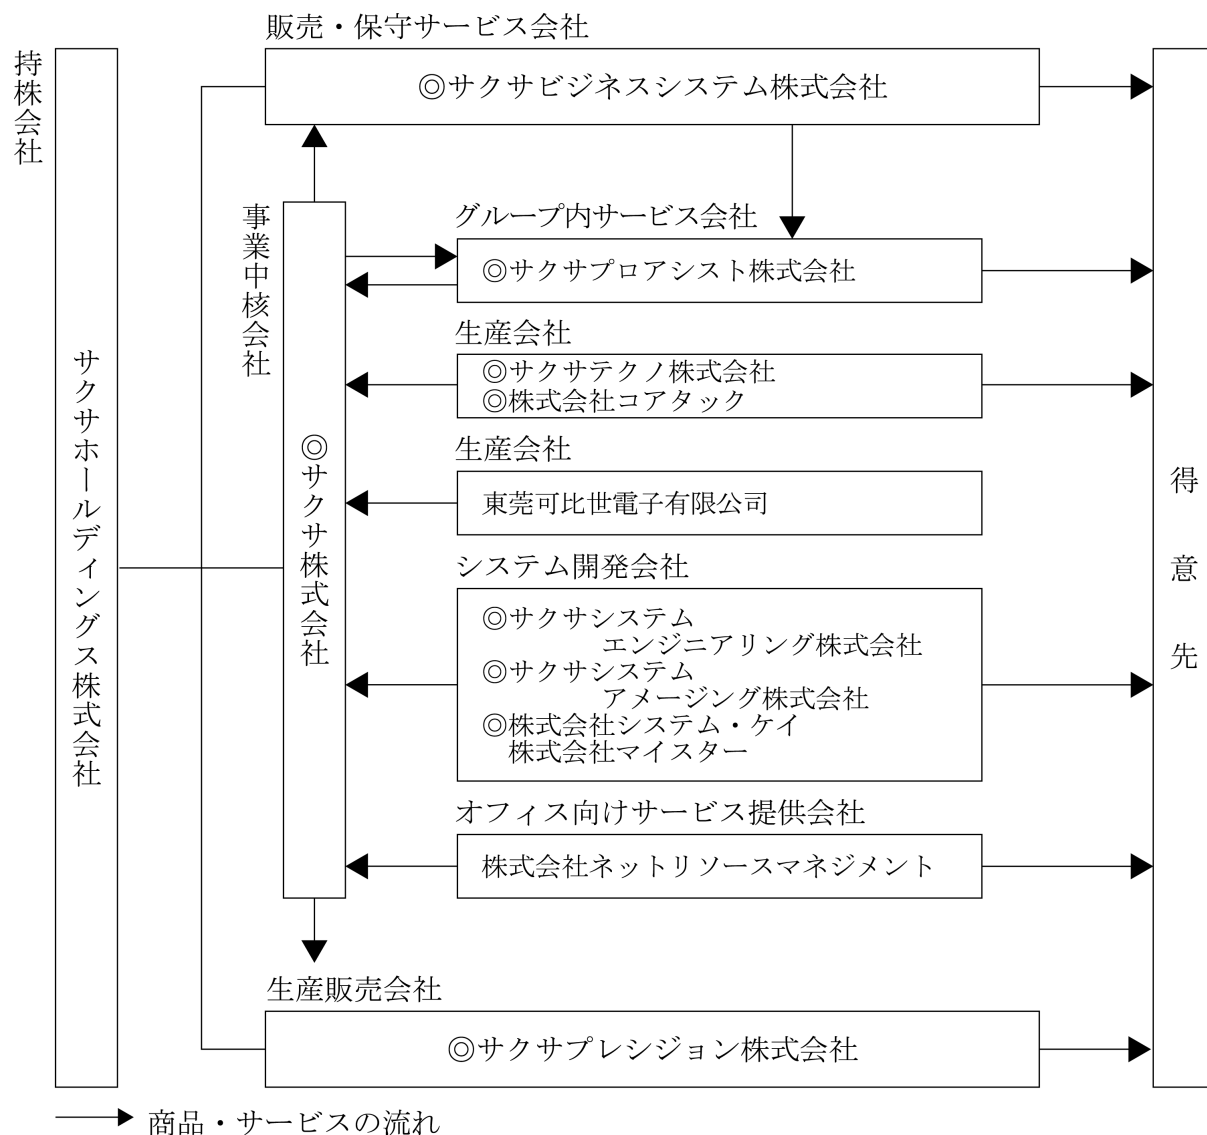 持株会社
サクサホールディングス株式会社
販売・保守サービス会社
◎サクサビジネスシステム株式会社
事業中核会社
◎サクサ株式会社
グループ内サービス会社
◎サクサプロアシスト株式会社
生産会社
◎サクサテクノ株式会社
◎株式会社コアタック
生産会社
東莞可比世電子有限公司
システム開発会社
◎サクサシステム
エンジニアリング株式会社
◎サクサシステム
アメージング株式会社
◎株式会社システム・ケイ
株式会社マイスター
オフィス向けサービス提供会社
株式会社ネットリソースマネジメント
生産販売会社
◎サクサプレシジョン株式会社
得意先
商品・サービスの流れ